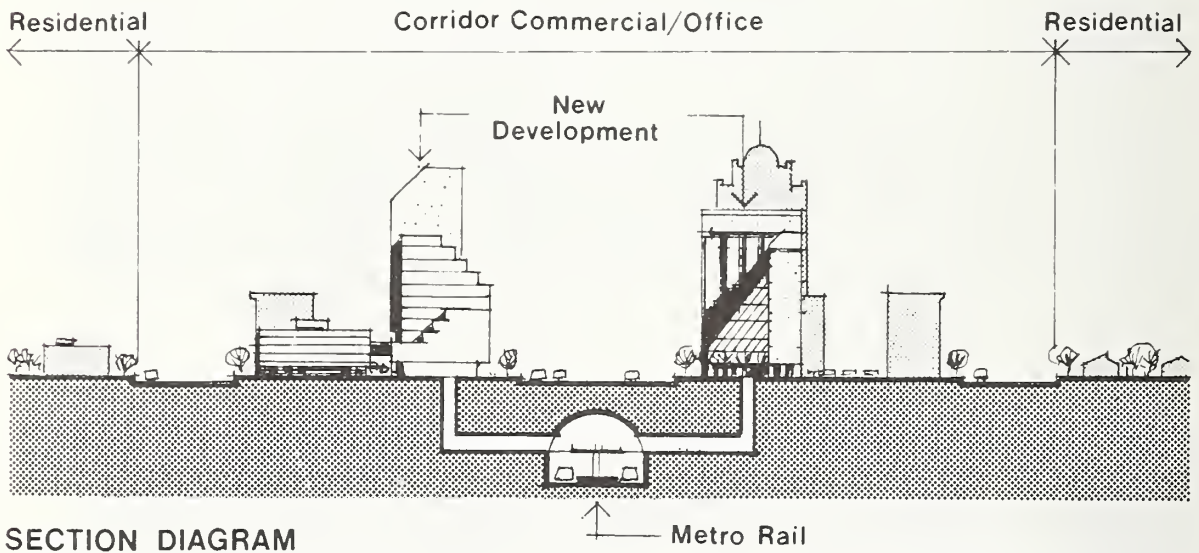 Residential
Corridor Commercial/Office
Residential
New
Development
Metro Rail
SECTION DIAGRAM